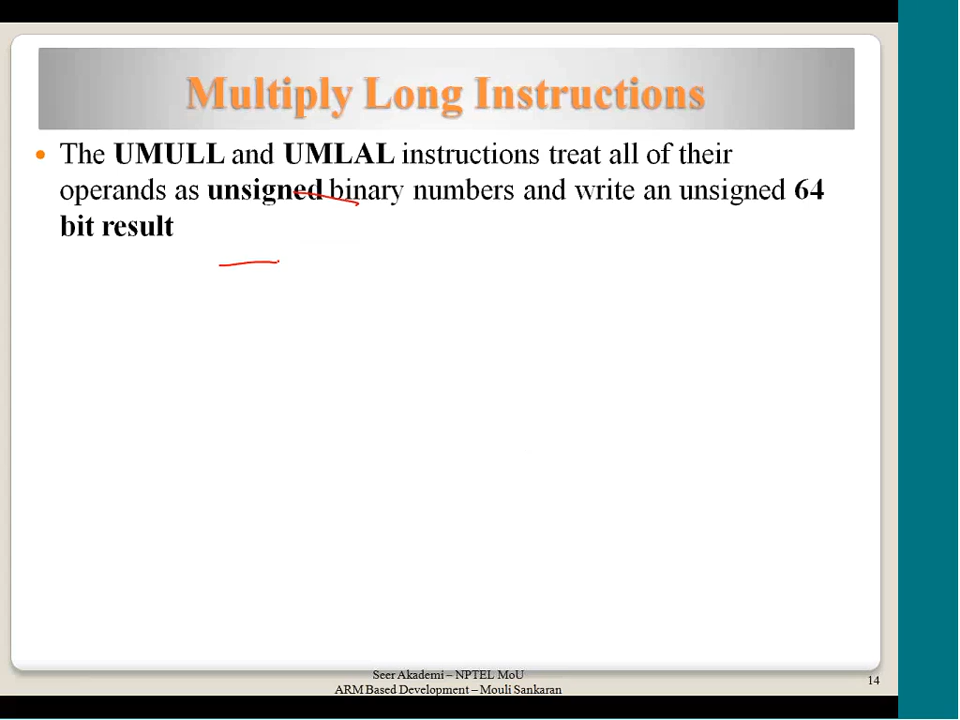 Multiply Long Instructions
• The UMULL and UMLAL instructions treat all of their
operands as unsigned binary numbers and write an unsigned 64
bit result
Seer Akademi – NPTEL MoU
ARM Based Development – Mouli Sankaran
14